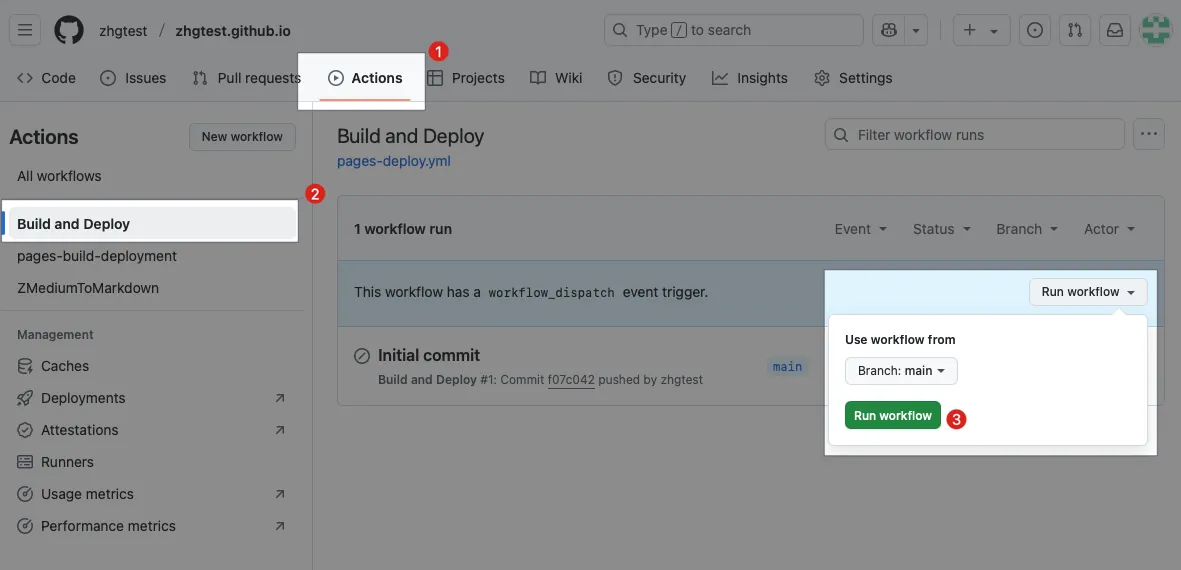 zhgtest / zhgtest.github.io
Type / to search
1
Code Issues Pull requests Actions Projects Wiki Security Insights Settings
Actions
New workflow
All workflows
2
Build and Deploy
pages-build-deployment
ZMediumToMarkdown
Management
Caches
Deployments
Attestations
Runners
Usage metrics
Performance metrics
Build and Deploy
pages-deploy.yml
Filter workflow runs
1 workflow run
Event Status Branch Actor
This workflow has a workflow_dispatch event trigger.
Run workflow
Use workflow from
Branch: main
Run workflow
3
Initial commit
Build and Deploy #1: Commit f07c042 pushed by zhgtest
main